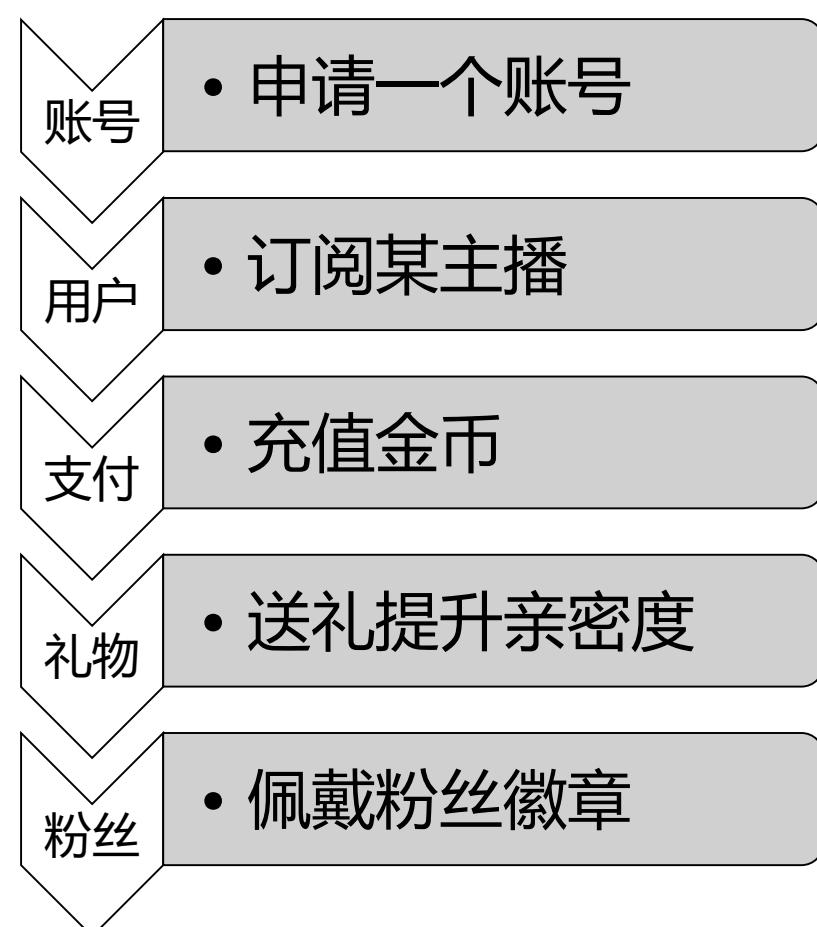 账号
• 申请一个账号
用户
• 订阅某主播
支付
• 充值金币
礼物
• 送礼提升亲密度
粉丝
• 佩戴粉丝徽章